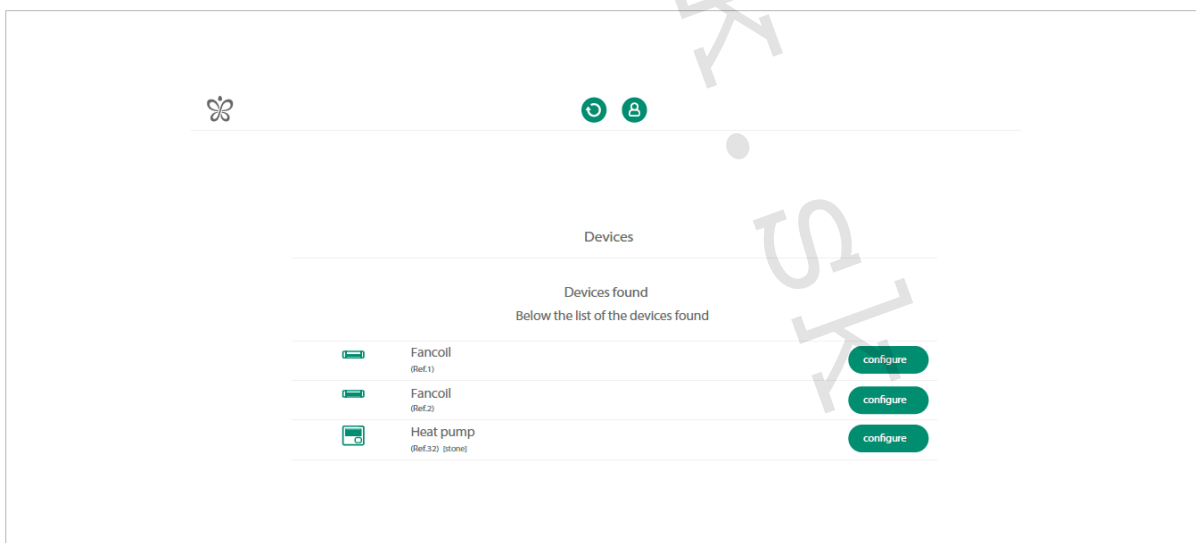 Devices
Devices found
Below the list of the devices found
Fancoil
(Ref.1)
configure
Fancoil
(Ref.2)
configure
Heat pump
(Ref.32) [stone]
configure
k.sk